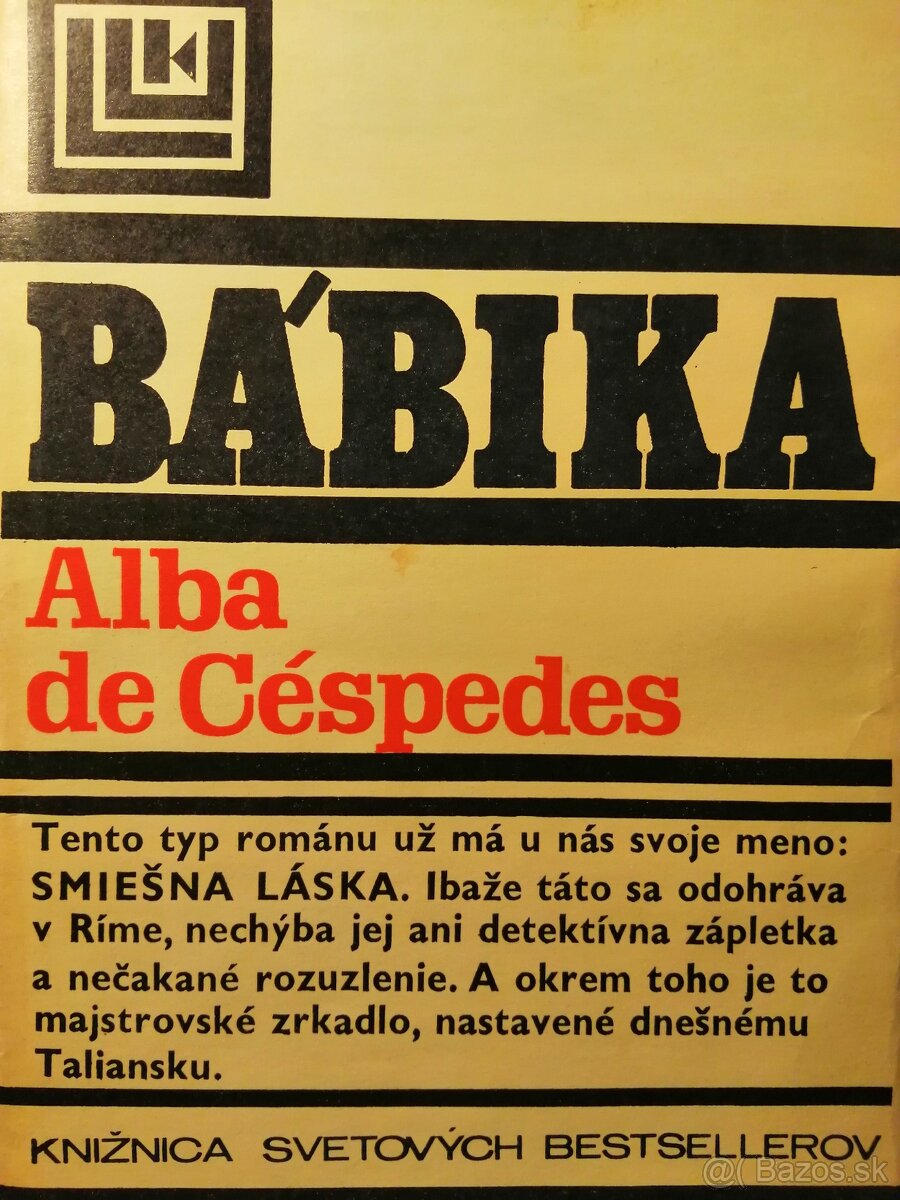 BÁBIKA
Alba
de Céspedes
Tento typ románu už má u nás svoje meno:
SMIEŠNA LÁSKA. Ibaže táto sa odohráva
v Ríme, nechýba jej ani detektívna zápletka
a nečakané rozuzlenie. A okrem toho je to
majstrovské zrkadlo, nastavené dnešnému
Taliansku.
KNIŽNICA SVETOVÝCH BESTSELLEROV
@( Bazos.sk